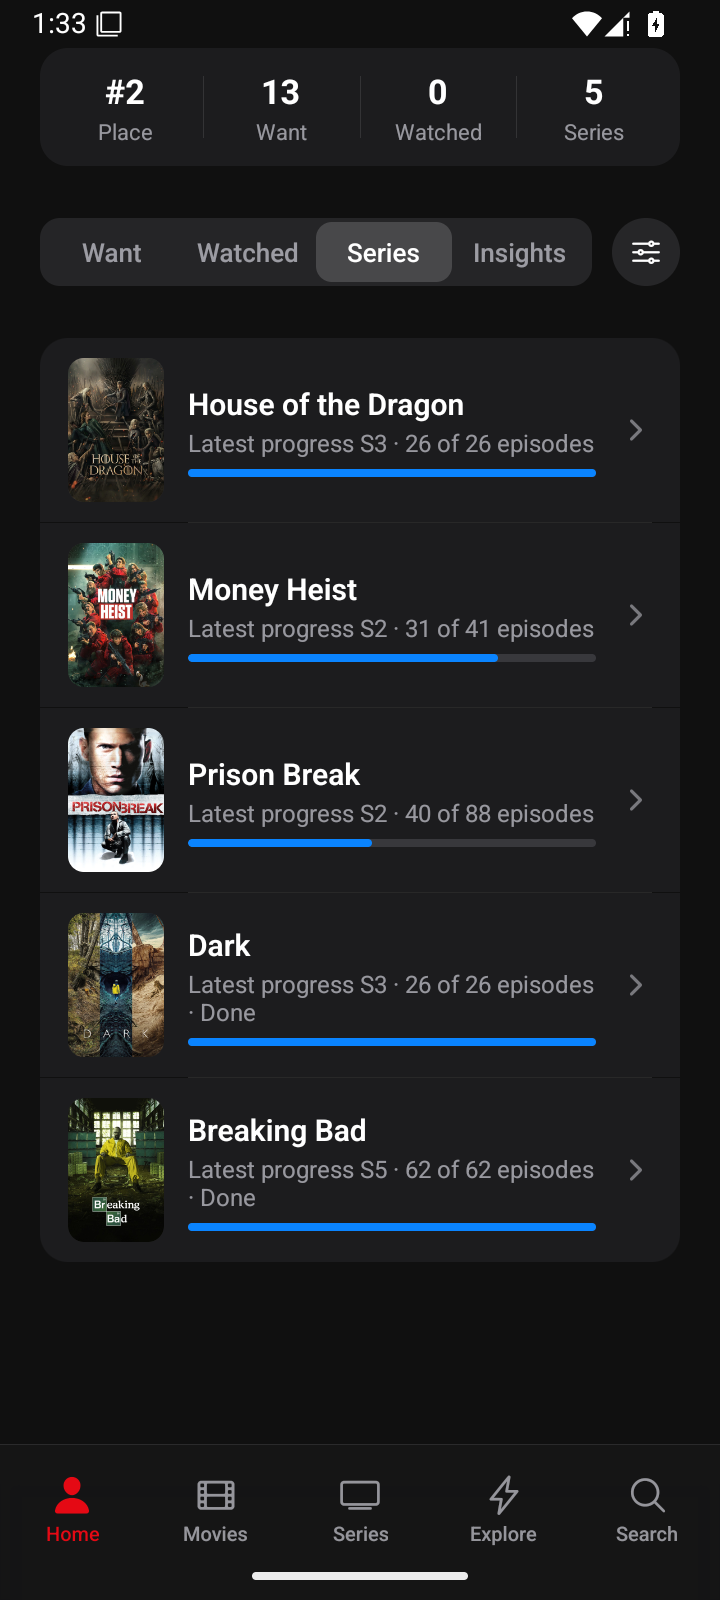 1:33
#2
Place
13
Want
0
Watched
5
Series
Want
Watched
Series
Insights
HOUSE OF THE
DRAGON
House of the Dragon
Latest progress S3 · 26 of 26 episodes
MONEY
HEIST
Money Heist
Latest progress S2 · 31 of 41 episodes
PRISON BREAK
Prison Break
Latest progress S2 · 40 of 88 episodes
DARK
Dark
Latest progress S3 · 26 of 26 episodes
· Done
Breaking
Bad
Breaking Bad
Latest progress S5 · 62 of 62 episodes
· Done
Home
Movies
Series
Explore
Search